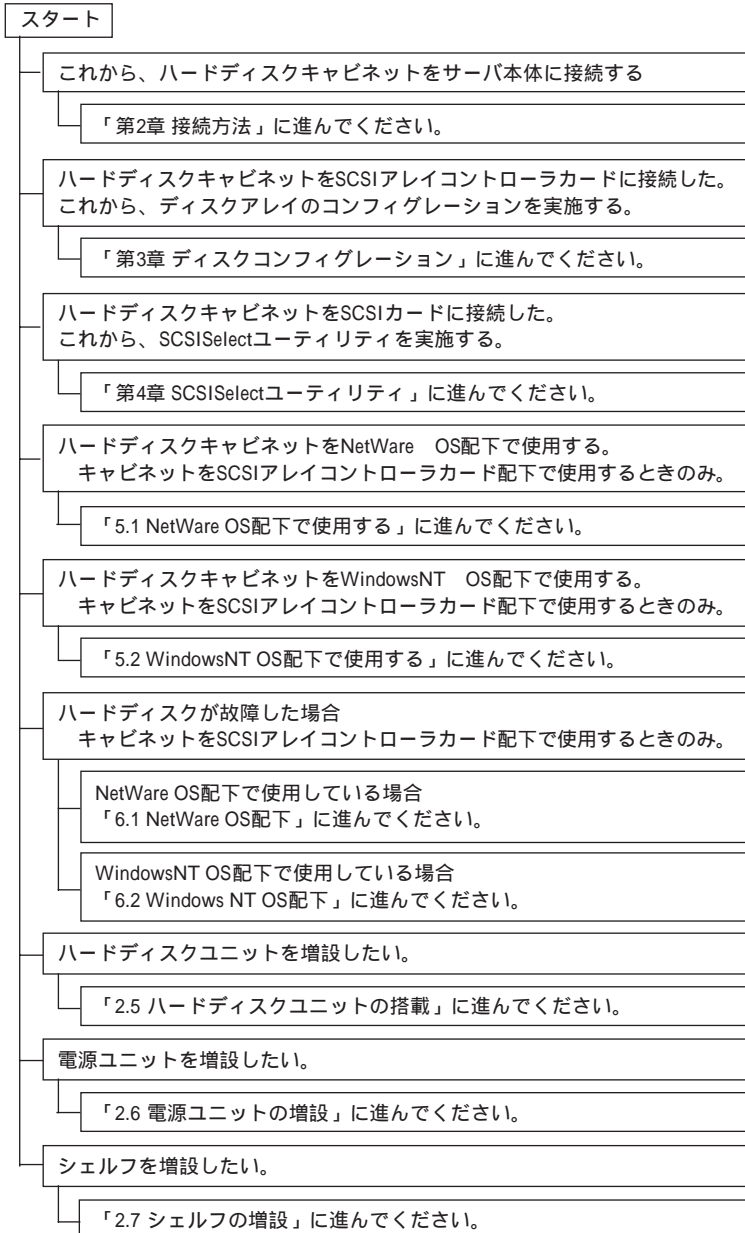 スタート
これから、ハードディスクキャビネットをサーバ本体に接続する
「第2章 接続方法」に進んでください。
ハードディスクキャビネットをSCSIアレイコントローラカードに接続した。
これから、ディスクアレイのコンフィグレーションを実施する。
「第3章 ディスクコンフィグレーション」に進んでください。
ハードディスクキャビネットをSCSIカードに接続した。
これから、SCSISelectユーティリティを実施する。
「第4章 SCSISelectユーティリティ」に進んでください。
ハードディスクキャビネットをNetWare　OS配下で使用する。
キャビネットをSCSIアレイコントローラカード配下で使用するときのみ。
「5.1 NetWare OS配下で使用する」に進んでください。
ハードディスクキャビネットをWindowsNT　OS配下で使用する。
キャビネットをSCSIアレイコントローラカード配下で使用するときのみ。
「5.2 WindowsNT OS配下で使用する」に進んでください。
ハードディスクが故障した場合
キャビネットをSCSIアレイコントローラカード配下で使用するときのみ。
NetWare OS配下で使用している場合
「6.1 NetWare OS配下」に進んでください。
WindowsNT OS配下で使用している場合
「6.2 Windows NT OS配下」に進んでください。
ハードディスクユニットを増設したい。
「2.5 ハードディスクユニットの搭載」に進んでください。
電源ユニットを増設したい。
「2.6 電源ユニットの増設」に進んでください。
シェルフを増設したい。
「2.7 シェルフの増設」に進んでください。